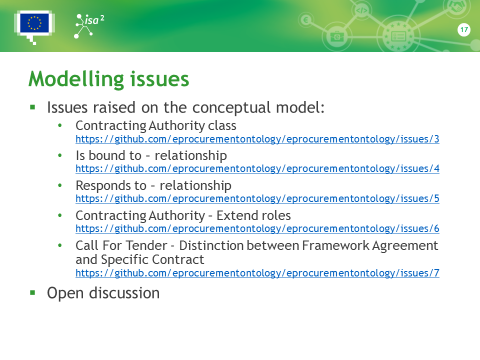 isa²
17
Modelling issues
▪ Issues raised on the conceptual model:
• Contracting Authority class
https://github.com/eprocurementontology/eprocurementontology/issues/3
• Is bound to – relationship
https://github.com/eprocurementontology/eprocurementontology/issues/4
• Responds to – relationship
https://github.com/eprocurementontology/eprocurementontology/issues/5
• Contracting Authority – Extend roles
https://github.com/eprocurementontology/eprocurementontology/issues/6
• Call For Tender – Distinction between Framework Agreement
and Specific Contract
https://github.com/eprocurementontology/eprocurementontology/issues/7
▪ Open discussion